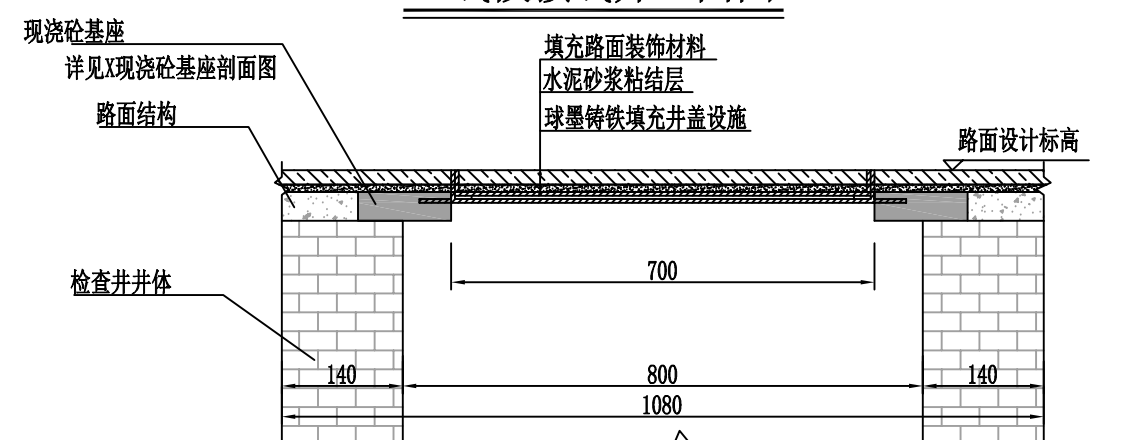 现浇砼基座
详见X现浇砼基座剖面图
路面结构
填充路面装饰材料
水泥砂浆粘结层
球墨铸铁填充井盖设施
路面设计标高
700
检查井井体
140
800
140
1080